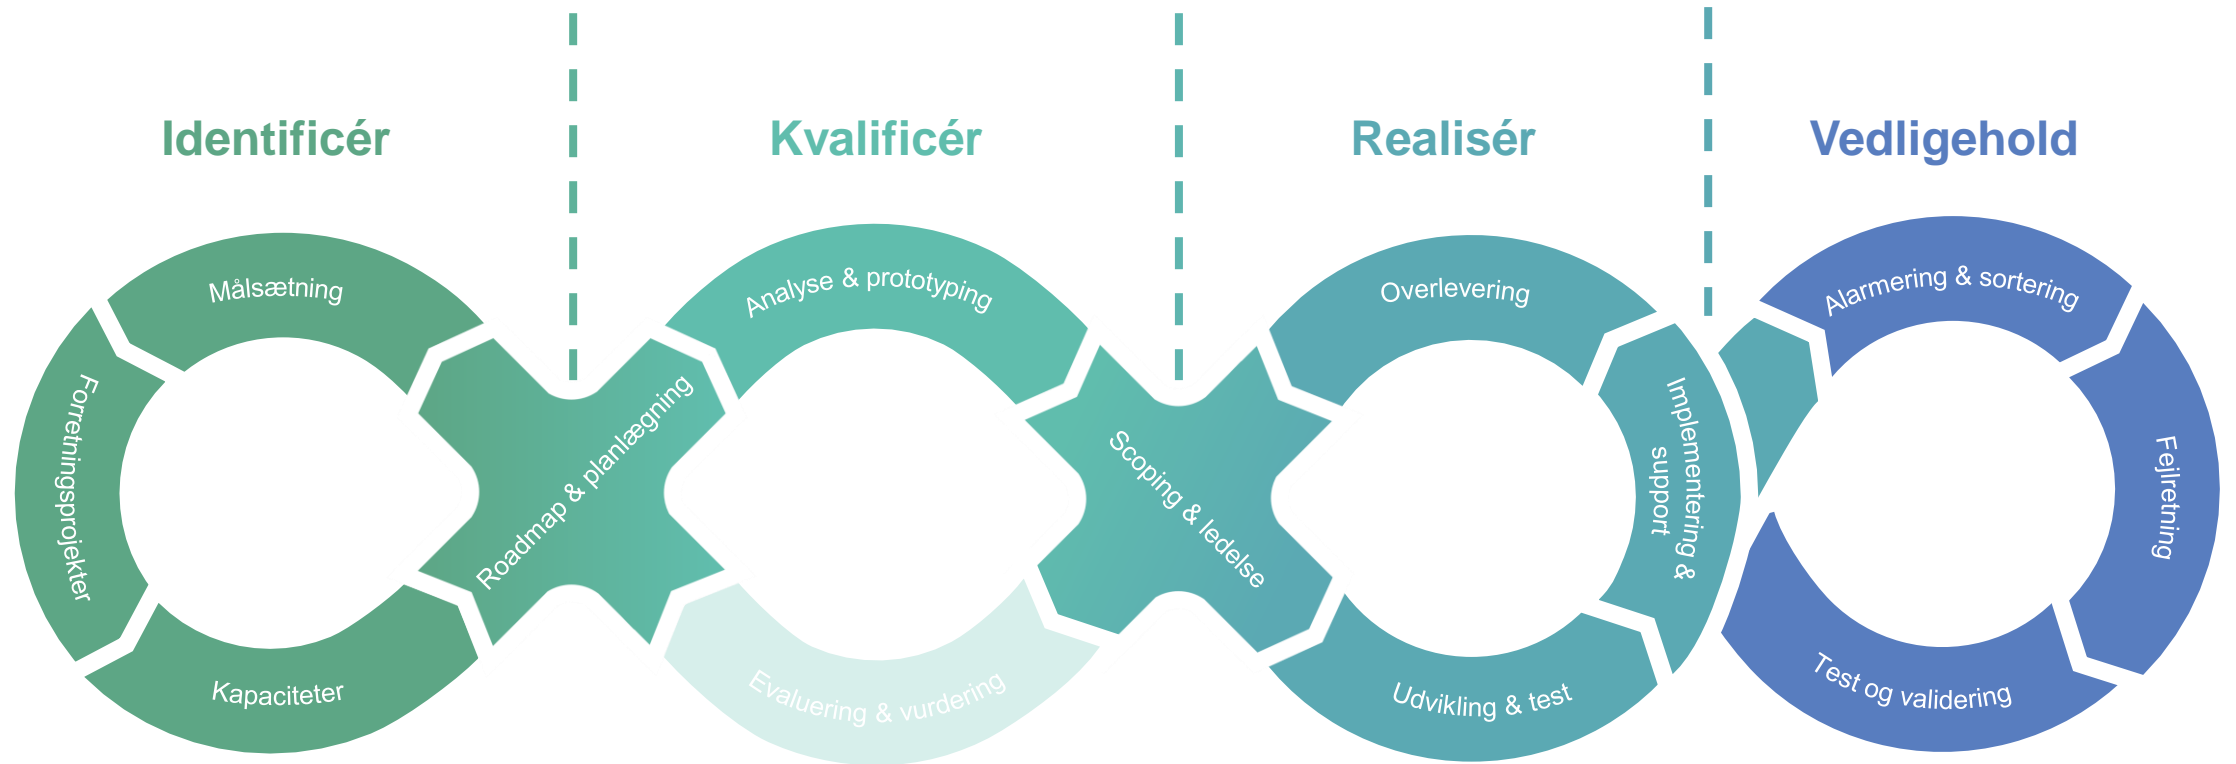 Identificér
Kvalificér
Realisér
Vedligehold
Målsætning
Forretningsprojekter
Kapaciteter
Roadmap & planlægning
Analyse & prototyping
Evaluering & vurdering
Scoping & ledelse
Overlevering
Implementering &
support
Udvikling & test
Alarmering & sortering
Fejlretning
Test og validering